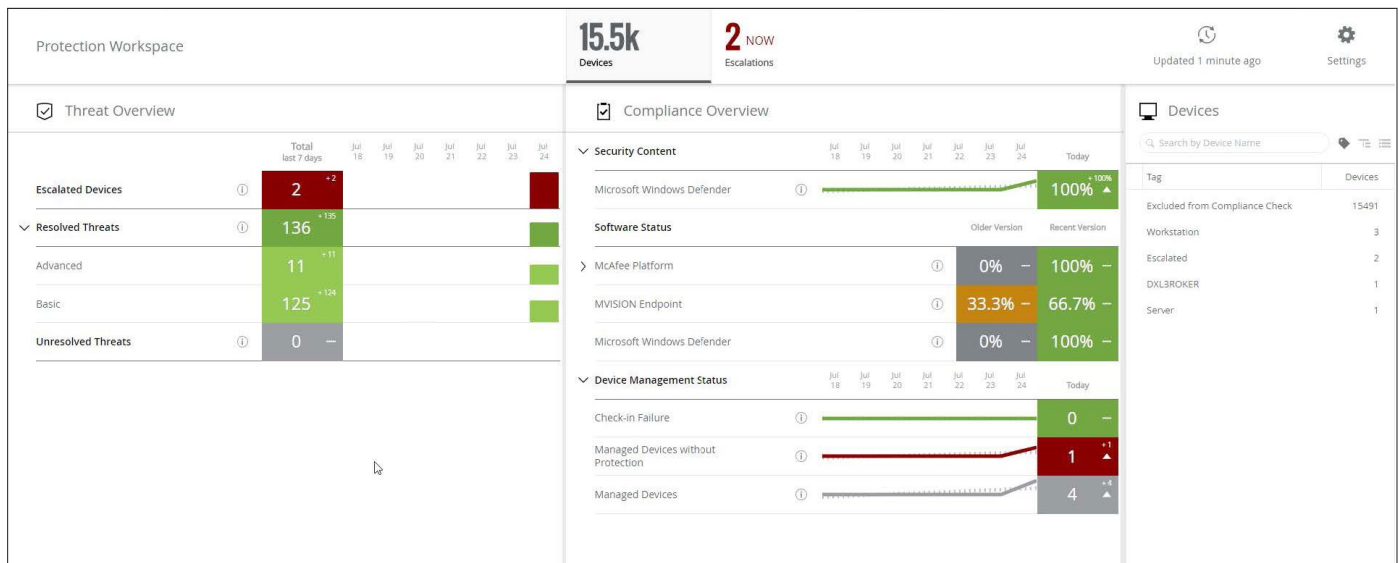 Protection Workspace
15.5k
Devices
2 NOW
Escalations
Updated 1 minute ago
Settings
Threat Overview
Total
last 7 days
Jul 18 Jul 19 Jul 20 Jul 21 Jul 22 Jul 23 Jul 24
Escalated Devices 2 +2
Resolved Threats 136 +135
Advanced 11 +11
Basic 125 +124
Unresolved Threats 0 –
Compliance Overview
Security Content Jul 18 Jul 19 Jul 20 Jul 21 Jul 22 Jul 23 Jul 24 Today
Microsoft Windows Defender 100% +100%
Software Status Older Version Recent Version
McAfee Platform 0% – 100% –
MVISION Endpoint 33.3% – 66.7% –
Microsoft Windows Defender 0% – 100% –
Device Management Status Jul 18 Jul 19 Jul 20 Jul 21 Jul 22 Jul 23 Jul 24 Today
Check-in Failure 0 –
Managed Devices without
Protection 1 +1
Managed Devices 4 +4
Devices
Search by Device Name
Tag Devices
Excluded from Compliance Check 15491
Workstation 3
Escalated 2
DXL3ROKER 1
Server 1